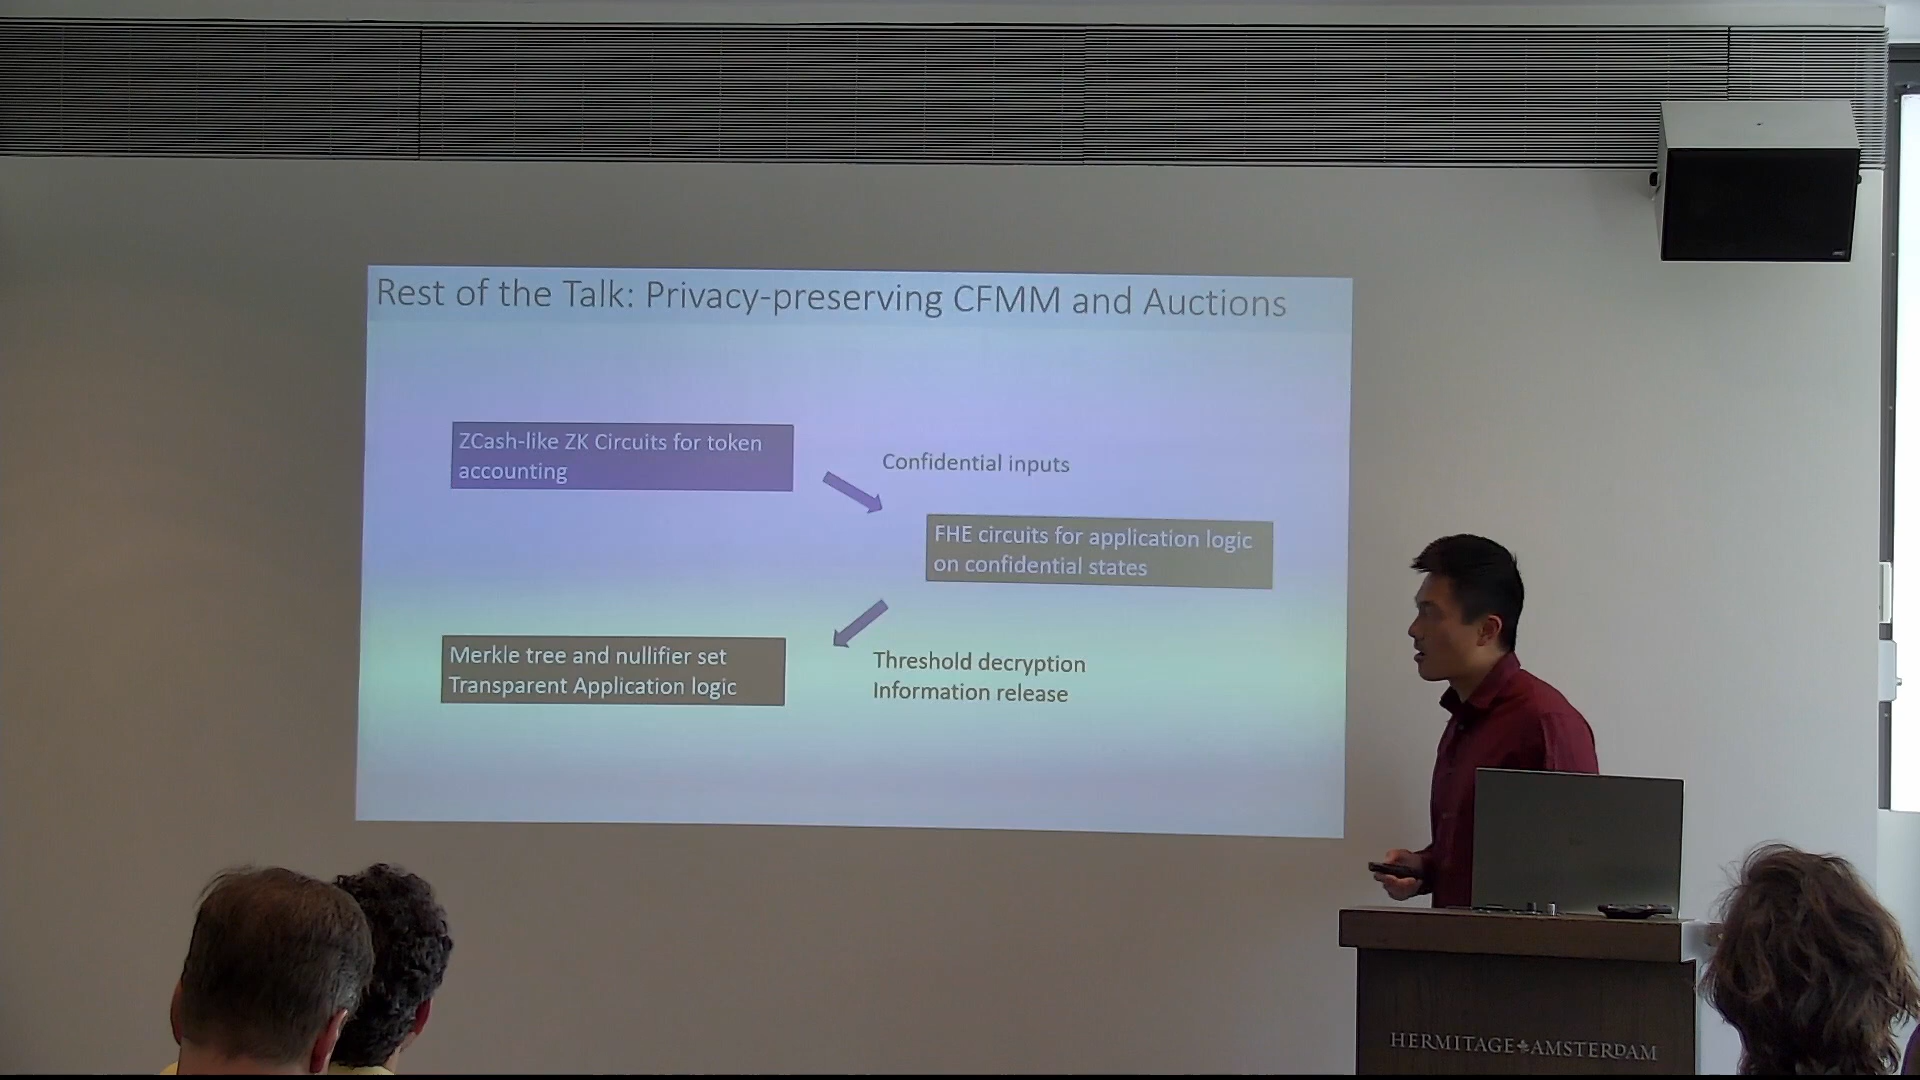 Rest of the Talk: Privacy-preserving CFMM and Auctions
ZCash-like ZK Circuits for token
accounting
Confidential inputs
FHE circuits for application logic
on confidential states
Merkle tree and nullifier set
Transparent Application logic
Threshold decryption
Information release
HERMITAGE AMSTERDAM